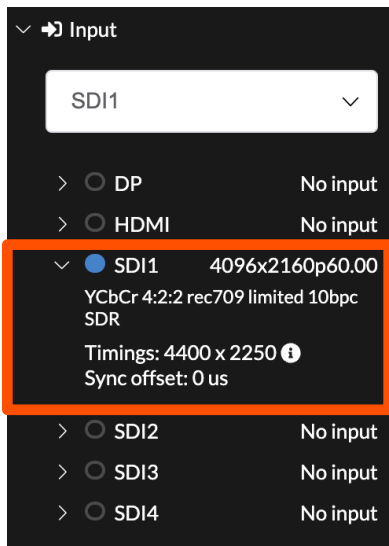 Input
SDI1
DP No input
HDMI No input
SDI1 4096x2160p60.00
YCbCr 4:2:2 rec709 limited 10bpc
SDR
Timings: 4400 x 2250
Sync offset: 0 us
SDI2 No input
SDI3 No input
SDI4 No input